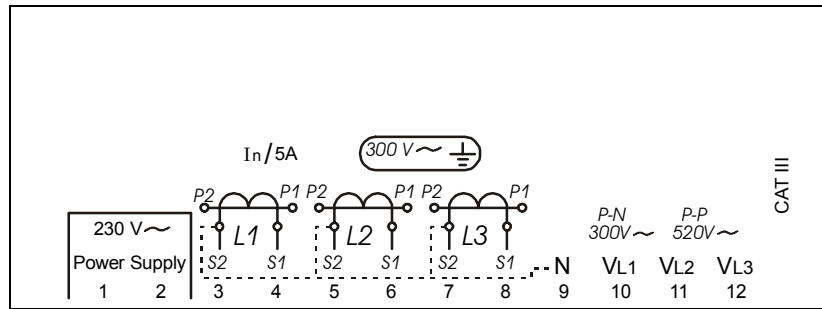 In/5A 300 V~
CAT III
P2 P1 P2 P1 P2 P1
P-N P-P
300V~ 520V~
230 V~ L1 L2 L3
Power Supply S2 S1 S2 S1 S2 S1 N VL1 VL2 VL3
1 2 3 4 5 6 7 8 9 10 11 12